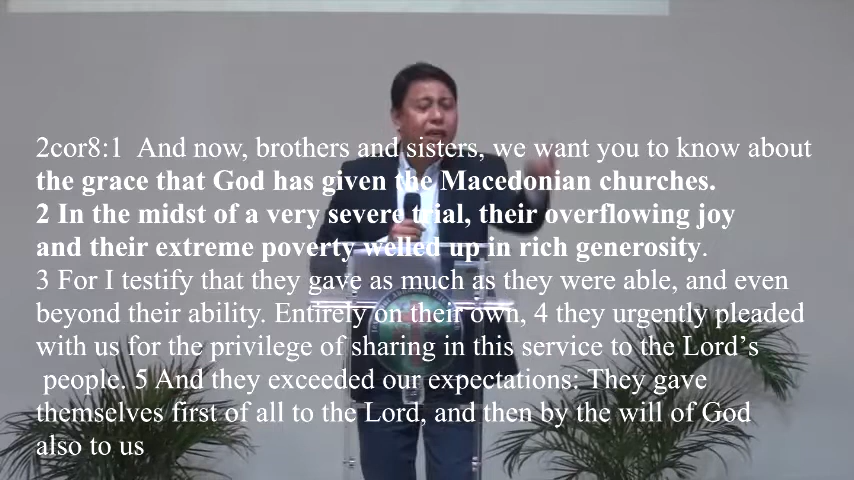 2cor8:1 And now, brothers and sisters, we want you to know about
the grace that God has given the Macedonian churches.
2 In the midst of a very severe trial, their overflowing joy
and their extreme poverty welled up in rich generosity.
3 For I testify that they gave as much as they were able, and even
beyond their ability. Entirely on their own, 4 they urgently pleaded
with us for the privilege of sharing in this service to the Lord’s
people. 5 And they exceeded our expectations: They gave
themselves first of all to the Lord, and then by the will of God
also to us